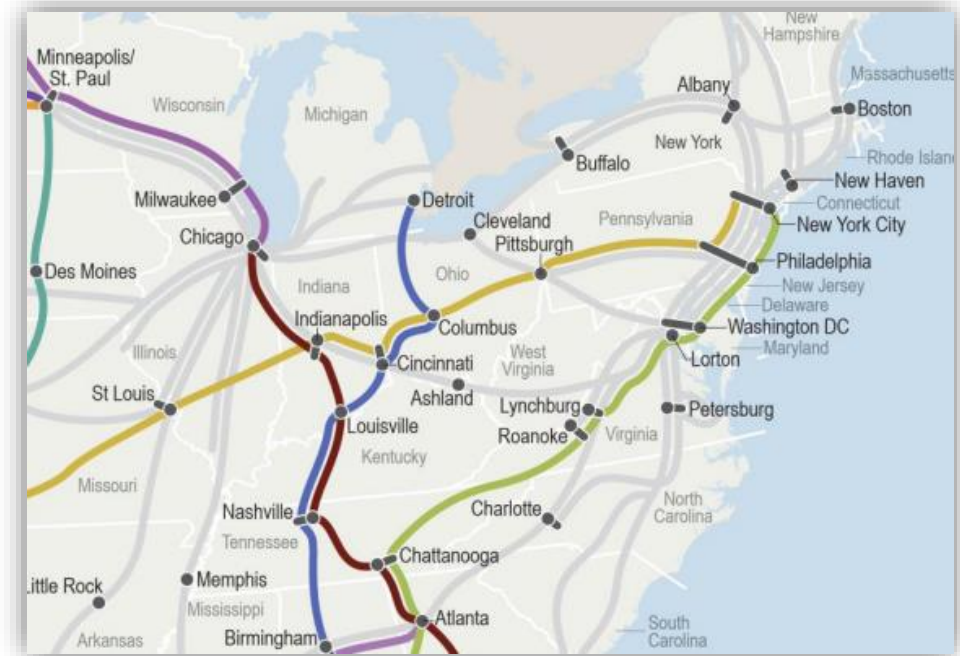 New
Hampshire
Minneapolis/
St. Paul
Massachusetts
Albany
Wisconsin
Boston
Michigan
New York
Buffalo
Rhode Islan
New Haven
Milwaukee
Detroit
Connecticut
Cleveland
Pennsylvania
New York City
Chicago
Pittsburgh
Philadelphia
Des Moines
Ohio
Indiana
New Jersey
Delaware
Indianapolis
Columbus
Washington DC
Maryland
Illinois
West
Virginia
Lorton
Cincinnati
St Louis
Ashland
Lynchburg
Petersburg
Louisville
Roanoke
Virginia
Kentucky
Missouri
North
Carolina
Nashville
Charlotte
Tennessee
Chattanooga
Memphis
ittle Rock
Mississippi
Atlanta
South
Carolina
Arkansas
Birmingham